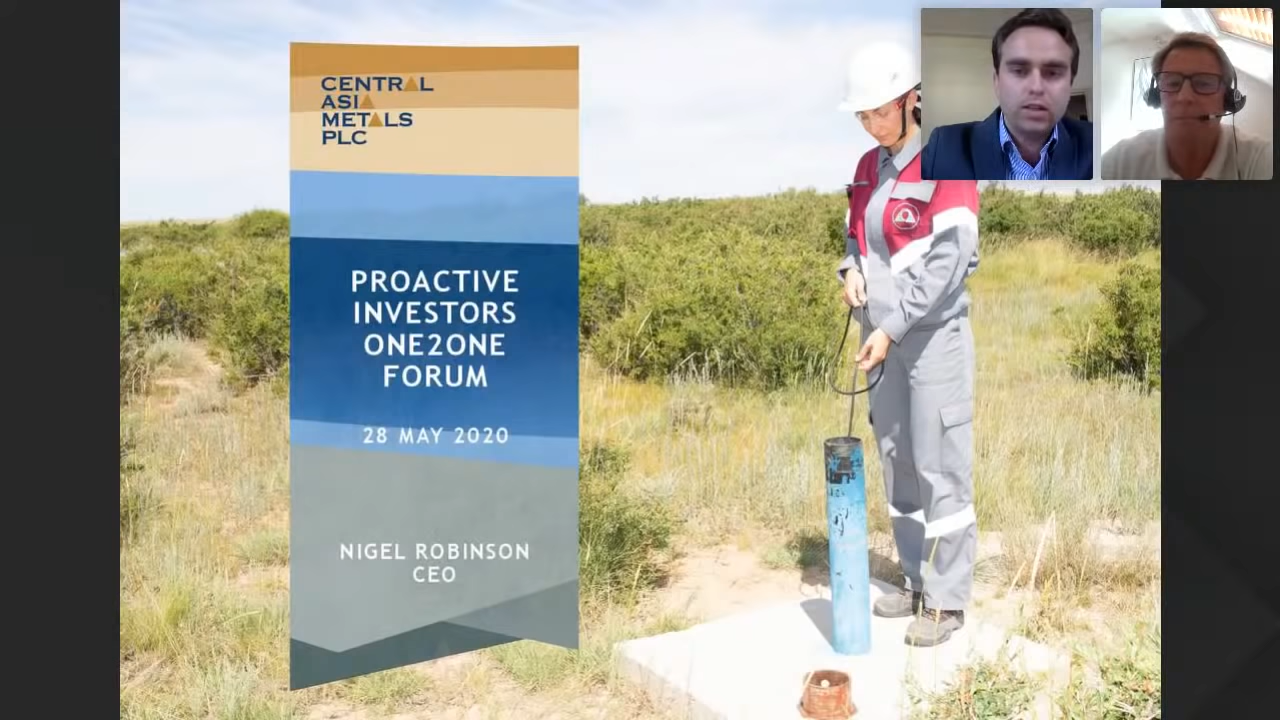 CENTRAL
ASIA
METALS
PLC
PROACTIVE
INVESTORS
ONE2ONE
FORUM
28 MAY 2020
NIGEL ROBINSON
CEO